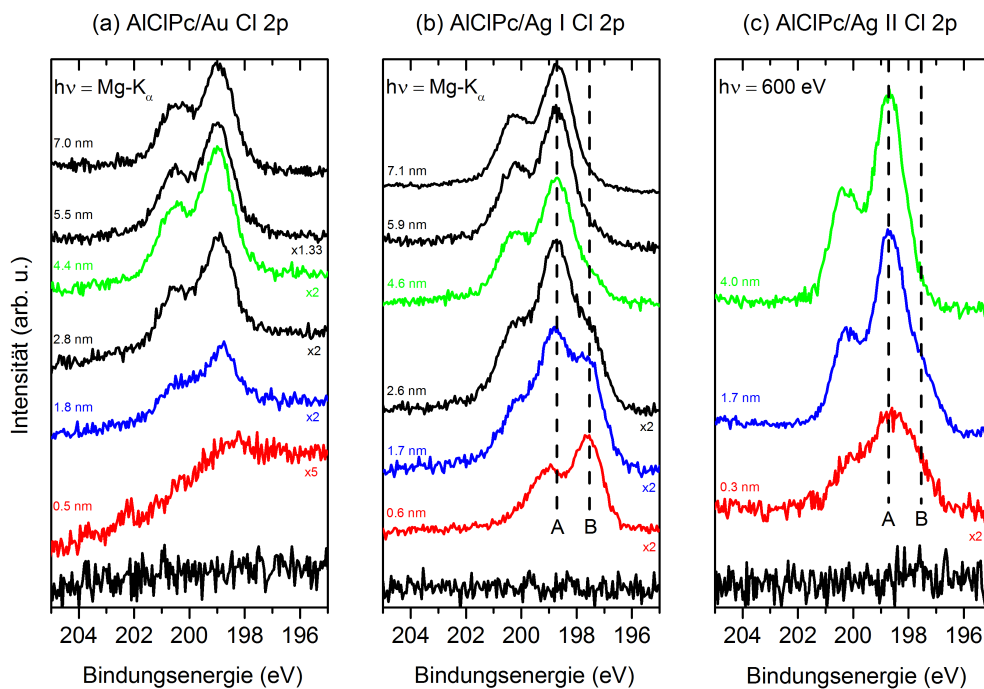 (a) AlClPc/Au Cl 2p
(b) AlClPc/Ag I Cl 2p
(c) AlClPc/Ag II Cl 2p
Intensität (arb. u.)
hν = Mg-Kα
7.0 nm
5.5 nm
x1.33
4.4 nm
x2
2.8 nm
x2
1.8 nm
x2
0.5 nm
x5
204 202 200 198 196
Bindungsenergie (eV)
hν = Mg-Kα
7.1 nm
5.9 nm
4.6 nm
2.6 nm
x2
1.7 nm
x2
0.6 nm
x2
A B
204 202 200 198 196
Bindungsenergie (eV)
hν = 600 eV
4.0 nm
1.7 nm
0.3 nm
x2
A B
204 202 200 198 196
Bindungsenergie (eV)